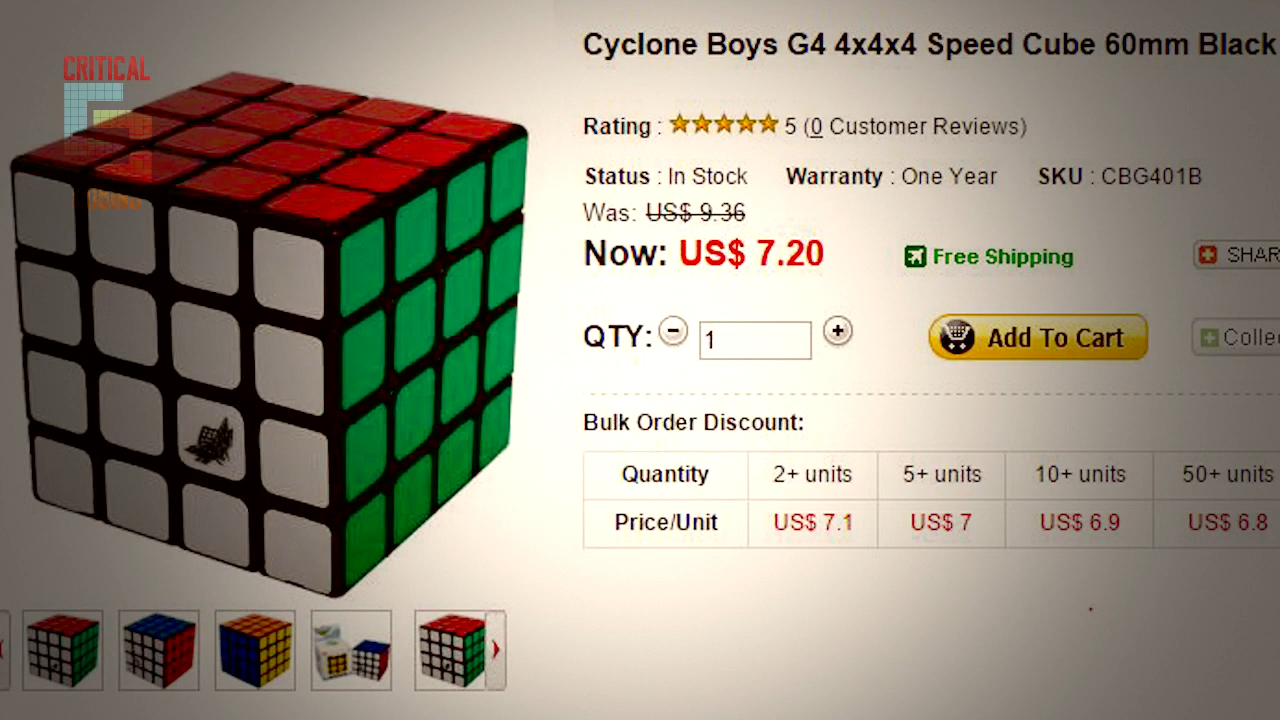 Cyclone Boys G4 4x4x4 Speed Cube 60mm Black
CRITICAL
Rating : 5 (0 Customer Reviews)
Status : In Stock Warranty : One Year SKU : CBG401B
Was: US$ 9.36
Now: US$ 7.20 Free Shipping SHAR
QTY: - 1 + Add To Cart Colle
Bulk Order Discount:
Quantity 2+ units 5+ units 10+ units 50+ units
Price/Unit US$ 7.1 US$ 7 US$ 6.9 US$ 6.8